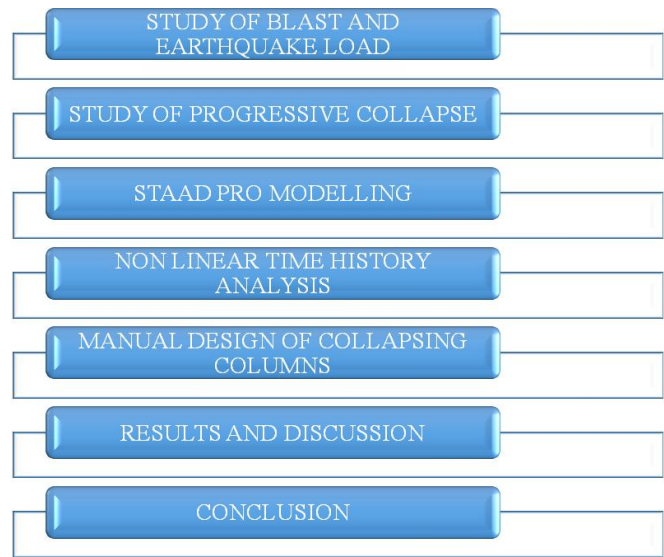 STUDY OF BLAST AND
EARTHQUAKE LOAD
STUDY OF PROGRESSIVE COLLAPSE
STAAD PRO MODELLING
NON LINEAR TIME HISTORY
ANALYSIS
MANUAL DESIGN OF COLLAPSING
COLUMNS
RESULTS AND DISCUSSION
CONCLUSION